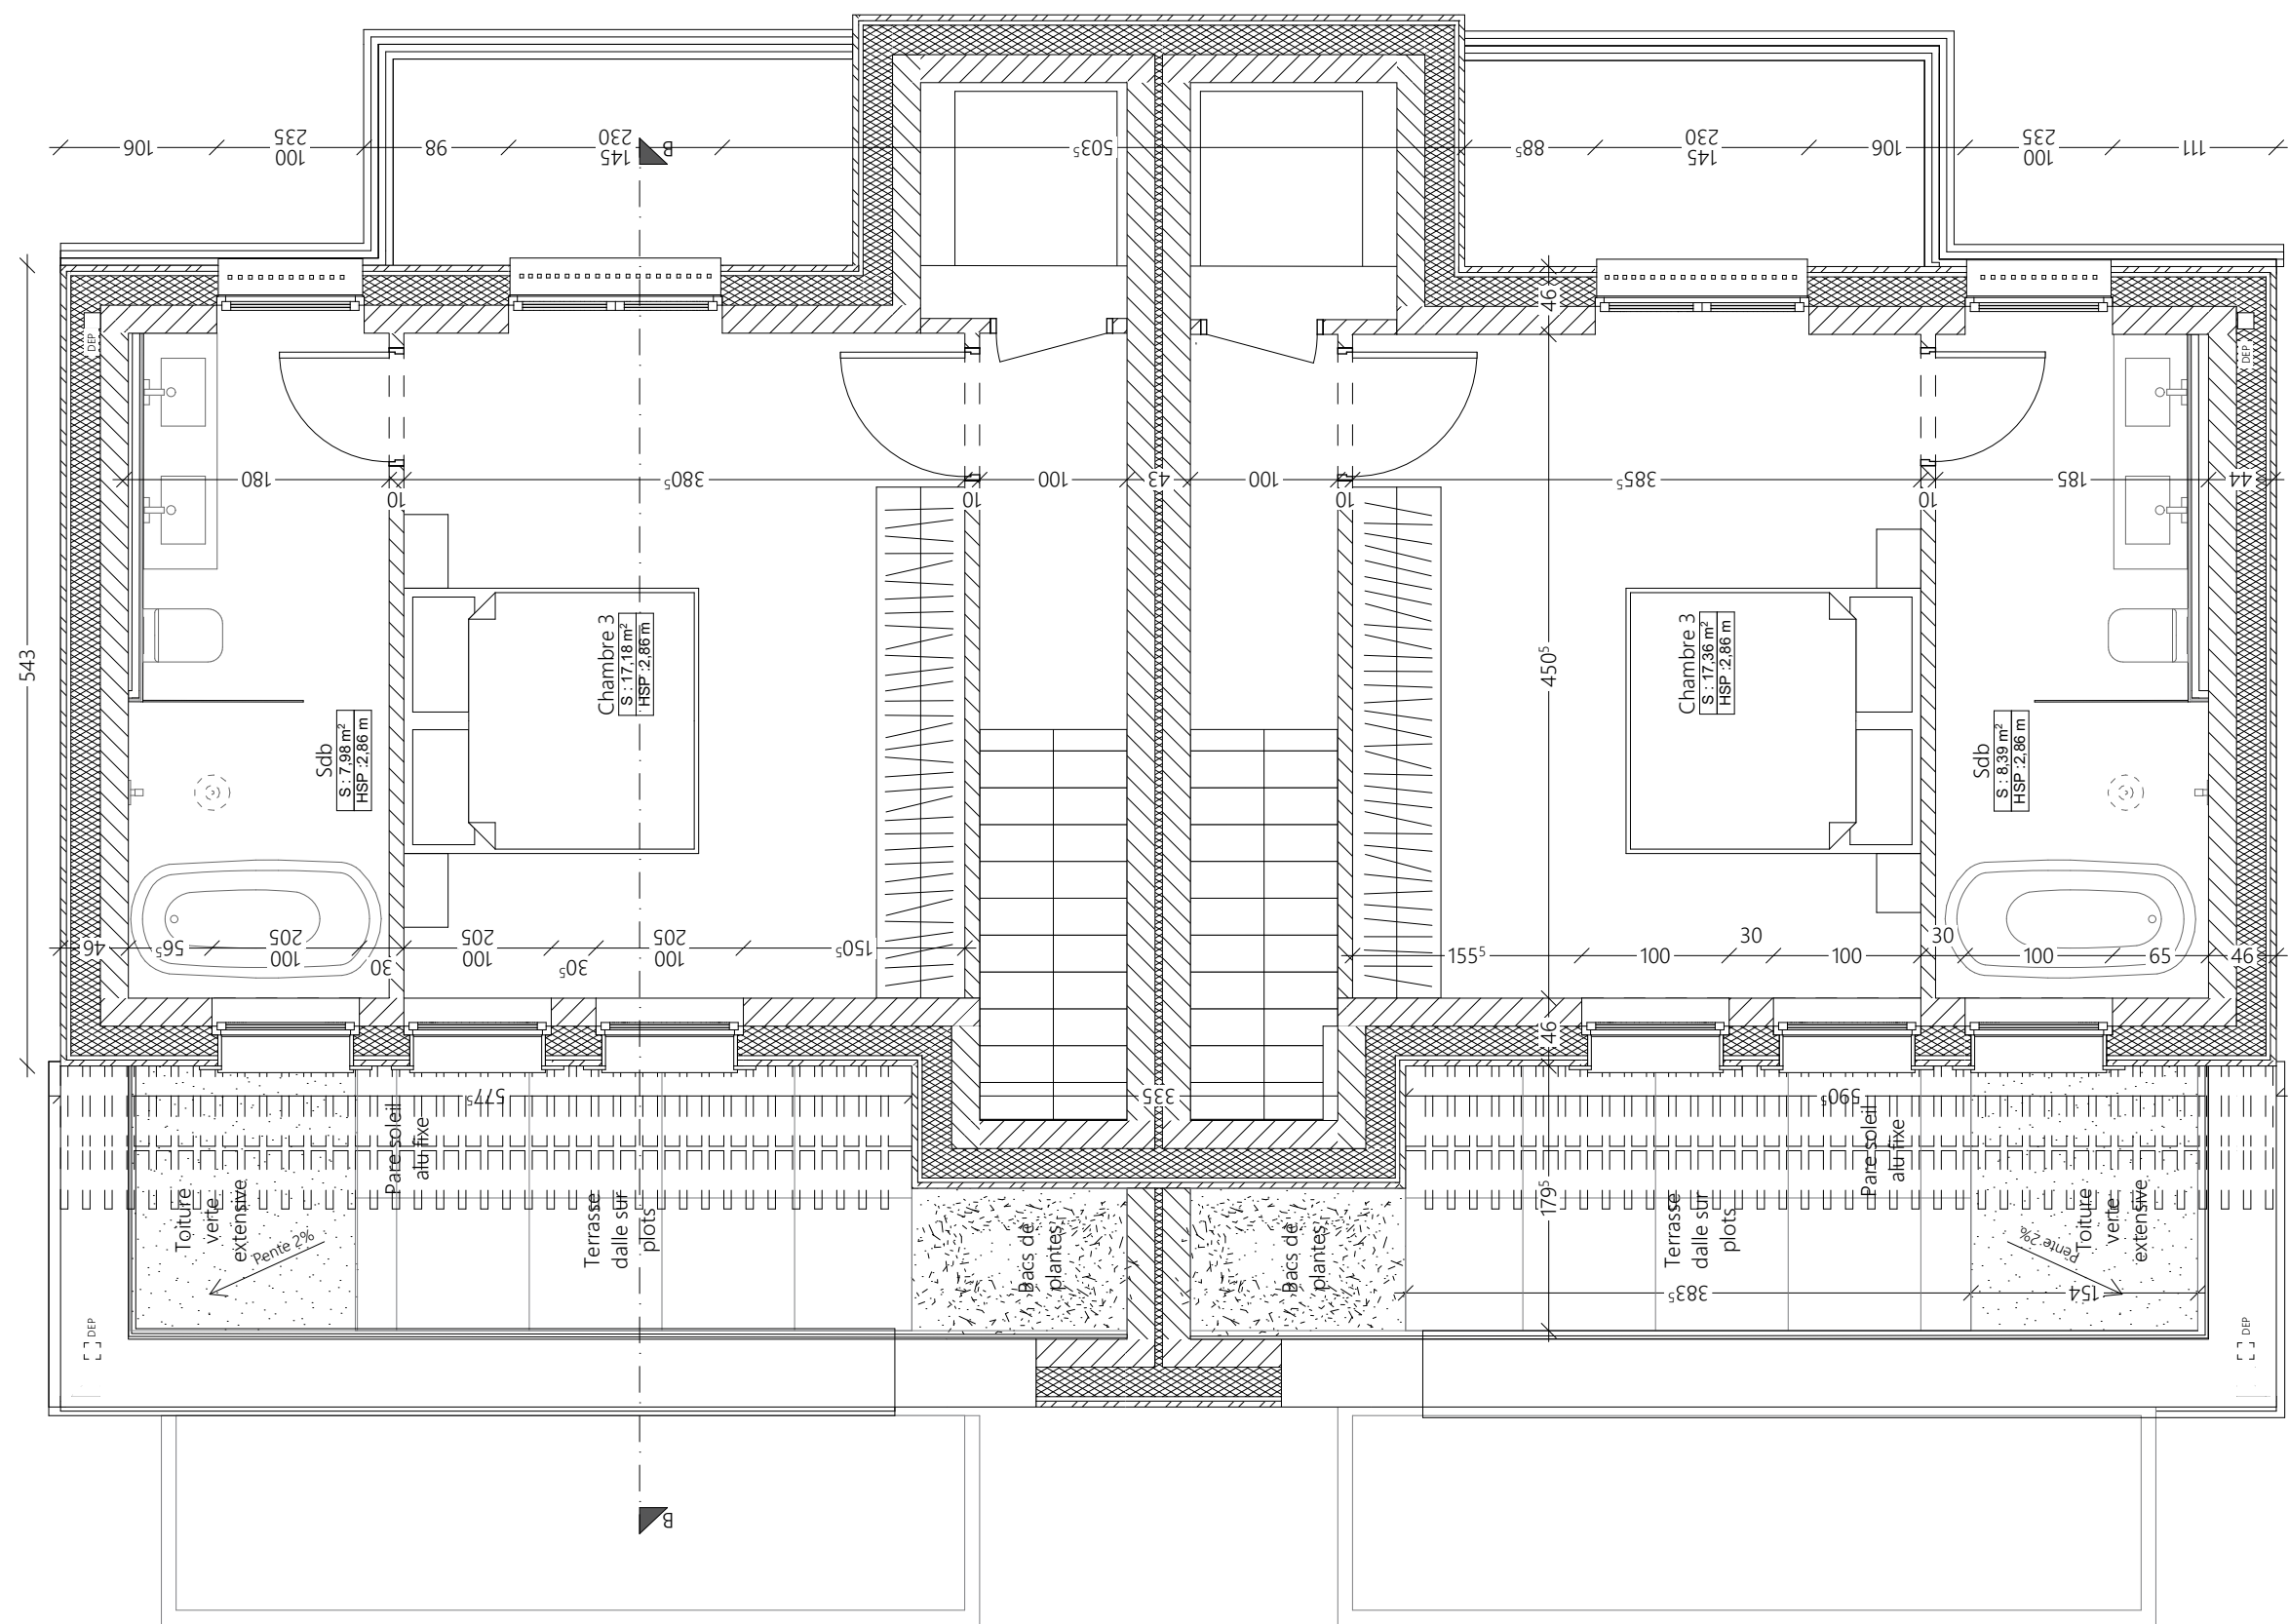 106
235
100
98
230
145
B
503⁵
88⁵
230
145
106
235
100
111
46
DEP
DEP
543
180
10
380⁵
10
100
43
100
10
385⁵
10
185
44
Chambre 3
S : 17,18 m²
HSP :2,86 m
450⁵
Chambre 3
S : 17,36 m²
HSP :2,86 m
Sdb
S : 7,98 m²
HSP :2,86 m
Sdb
S : 8,39 m²
HSP :2,86 m
46
56⁵
205
100
30
205
100
30⁵
205
100
150⁵
155⁵
100
30
100
30
100
65
46
46
577⁵
335
590⁵
Pare soleil
alu fixe
Pare soleil
alu fixe
Toiture
verte
extensive
Pente 2%
Terrasse
dalle sur
plots
Bacs de
plantes
Bacs de
plantes
179⁵
Terrasse
dalle sur
plots
Toiture
verte
extensive
Pente 2%
383⁵
154
DEP
DEP
B